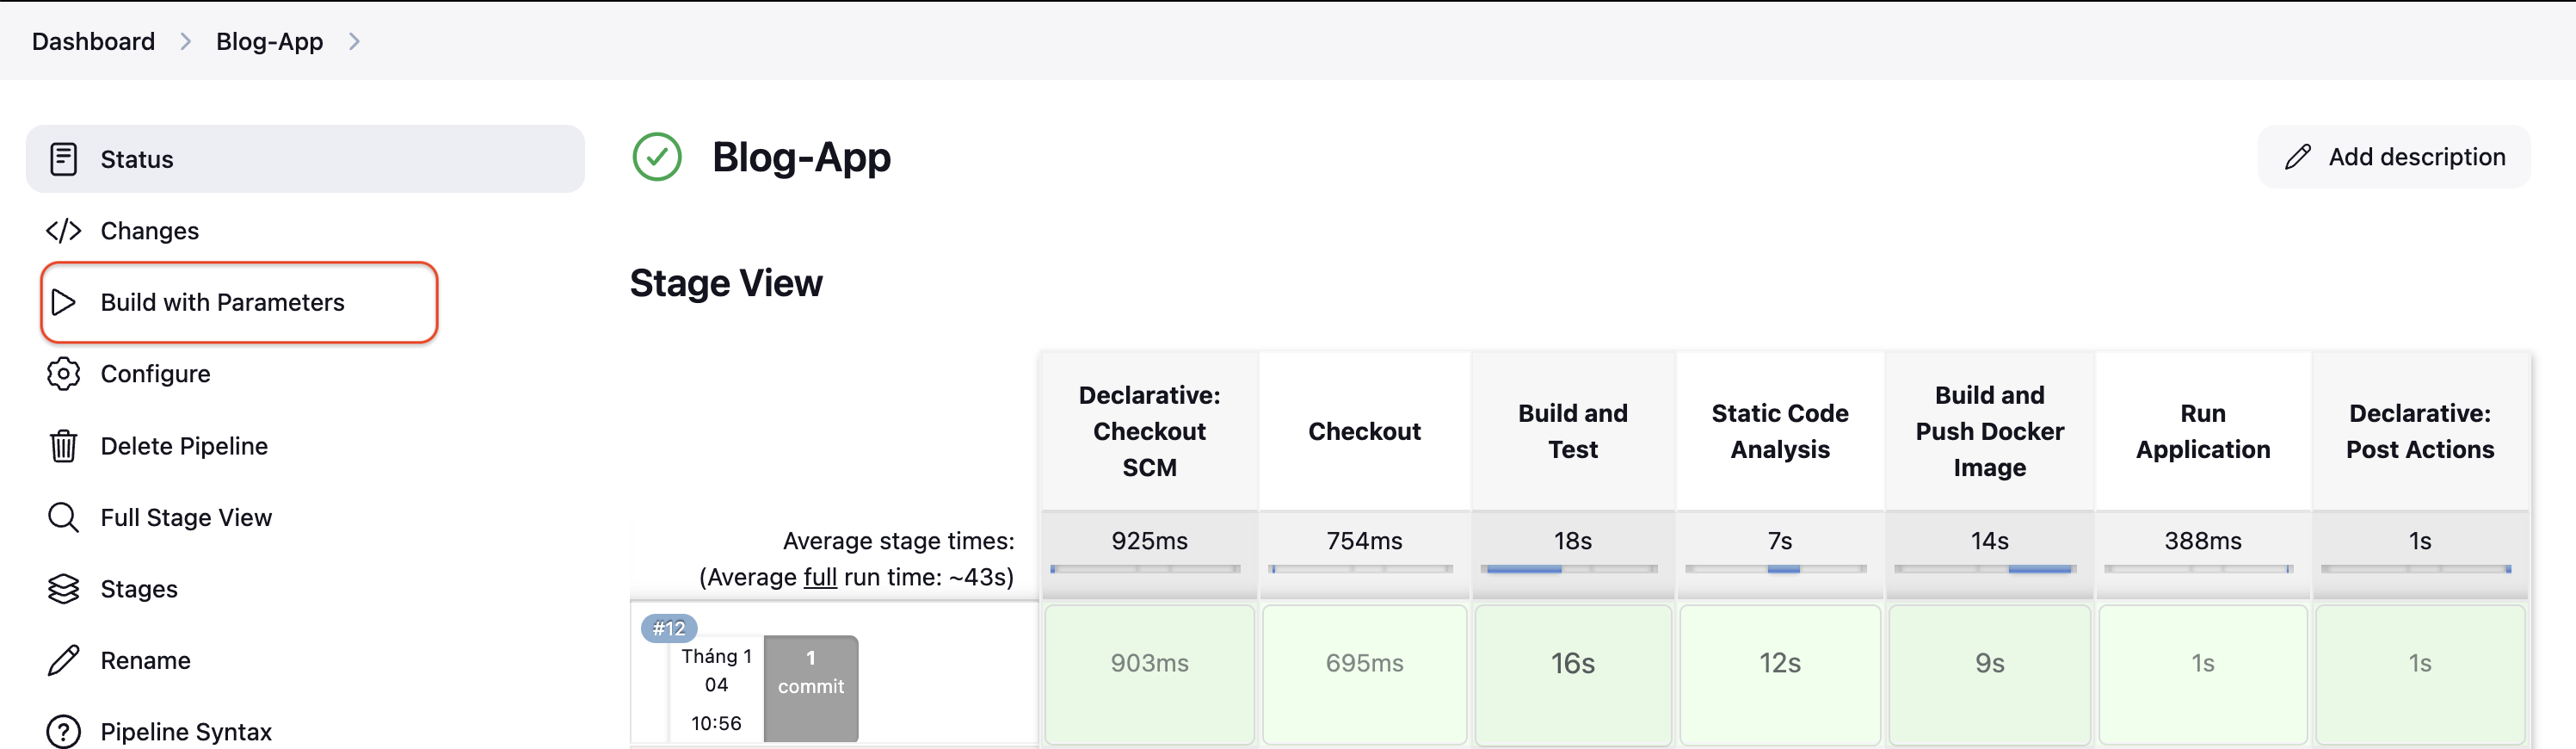 Dashboard
Blog-App
Status
Changes
Build with Parameters
Configure
Delete Pipeline
Full Stage View
Stages
Rename
Pipeline Syntax
Blog-App
Add description
Stage View
Declarative:
Checkout
SCM
Checkout
Build and
Test
Static Code
Analysis
Build and
Push Docker
Image
Run
Application
Declarative:
Post Actions
Average stage times:
(Average full run time: ~43s)
925ms
754ms
18s
7s
14s
388ms
1s
#12
Tháng 1
04
10:56
1
commit
903ms
695ms
16s
12s
9s
1s
1s